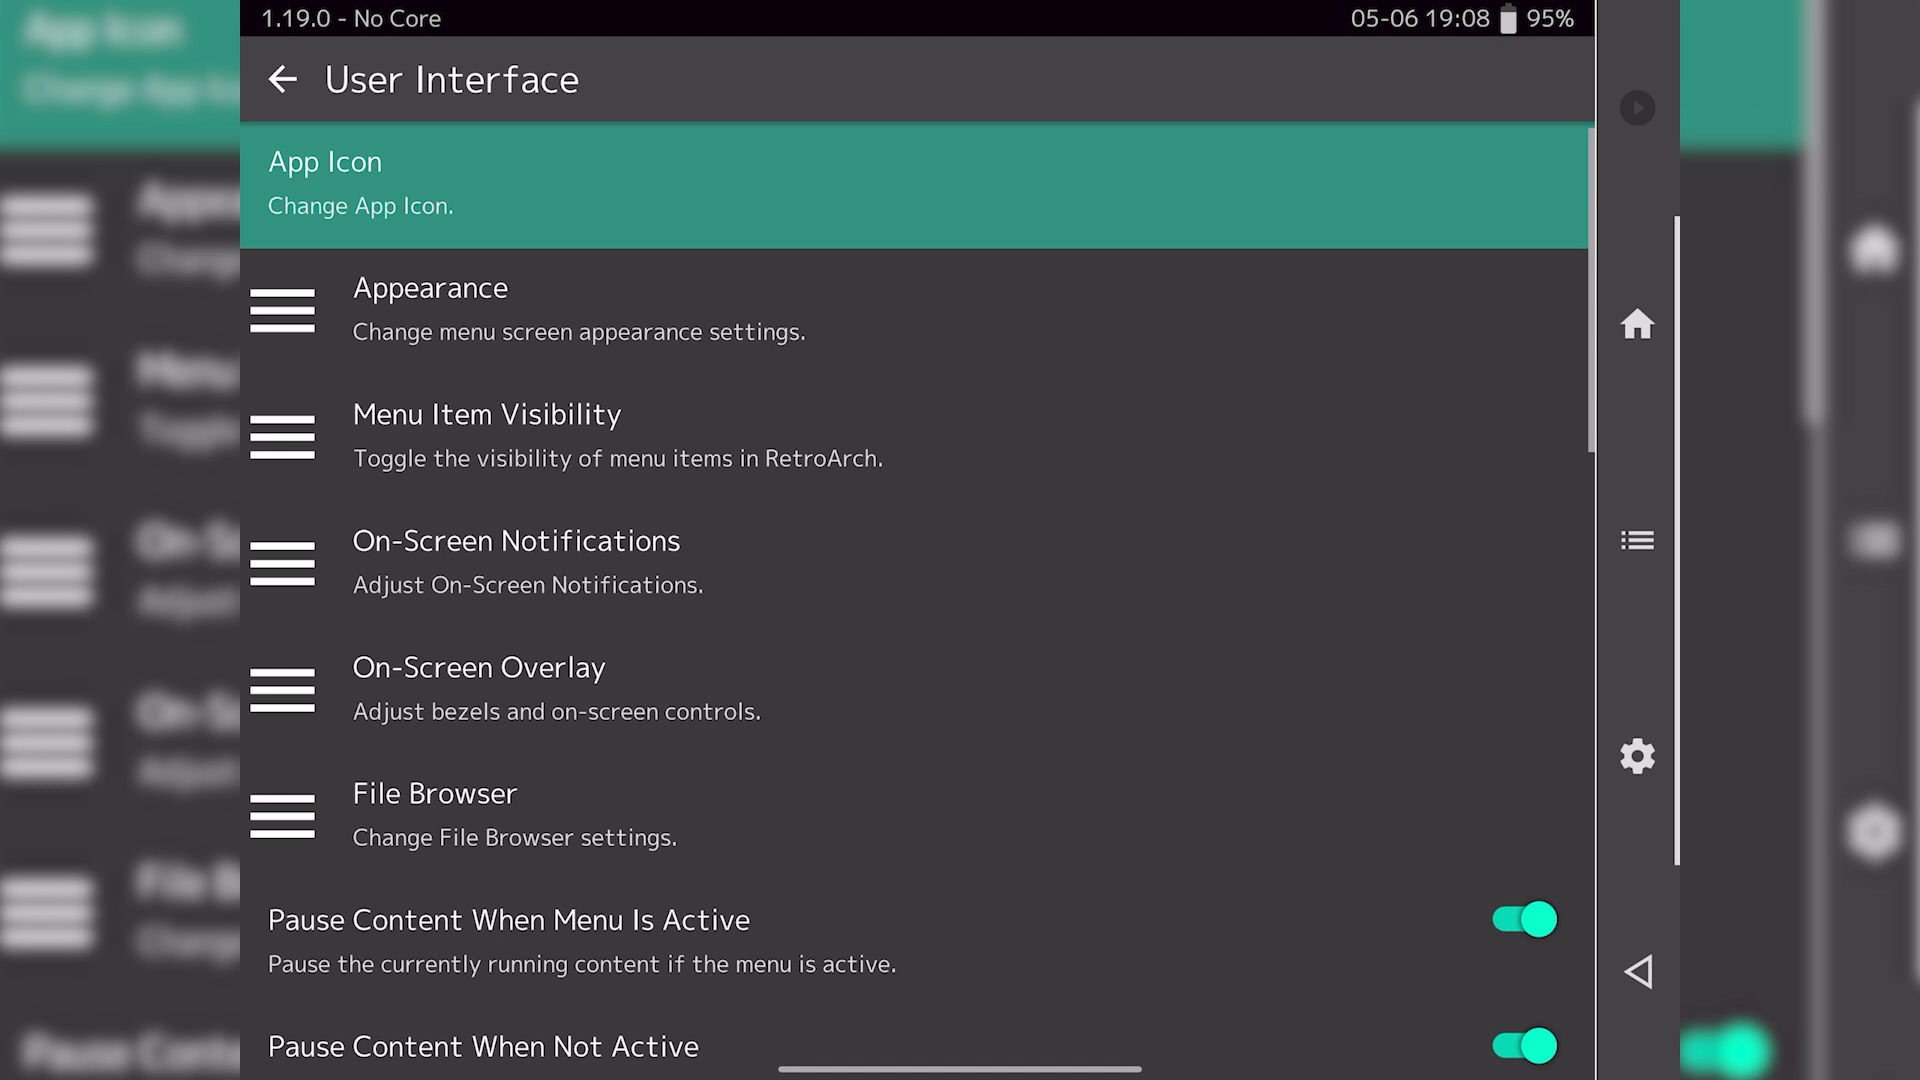 1.19.0 - No Core
05-06 19:08 95%
User Interface
App Icon
Change App Icon.
Appearance
Change menu screen appearance settings.
Menu Item Visibility
Toggle the visibility of menu items in RetroArch.
On-Screen Notifications
Adjust On-Screen Notifications.
On-Screen Overlay
Adjust bezels and on-screen controls.
File Browser
Change File Browser settings.
Pause Content When Menu Is Active
Pause the currently running content if the menu is active.
Pause Content When Not Active